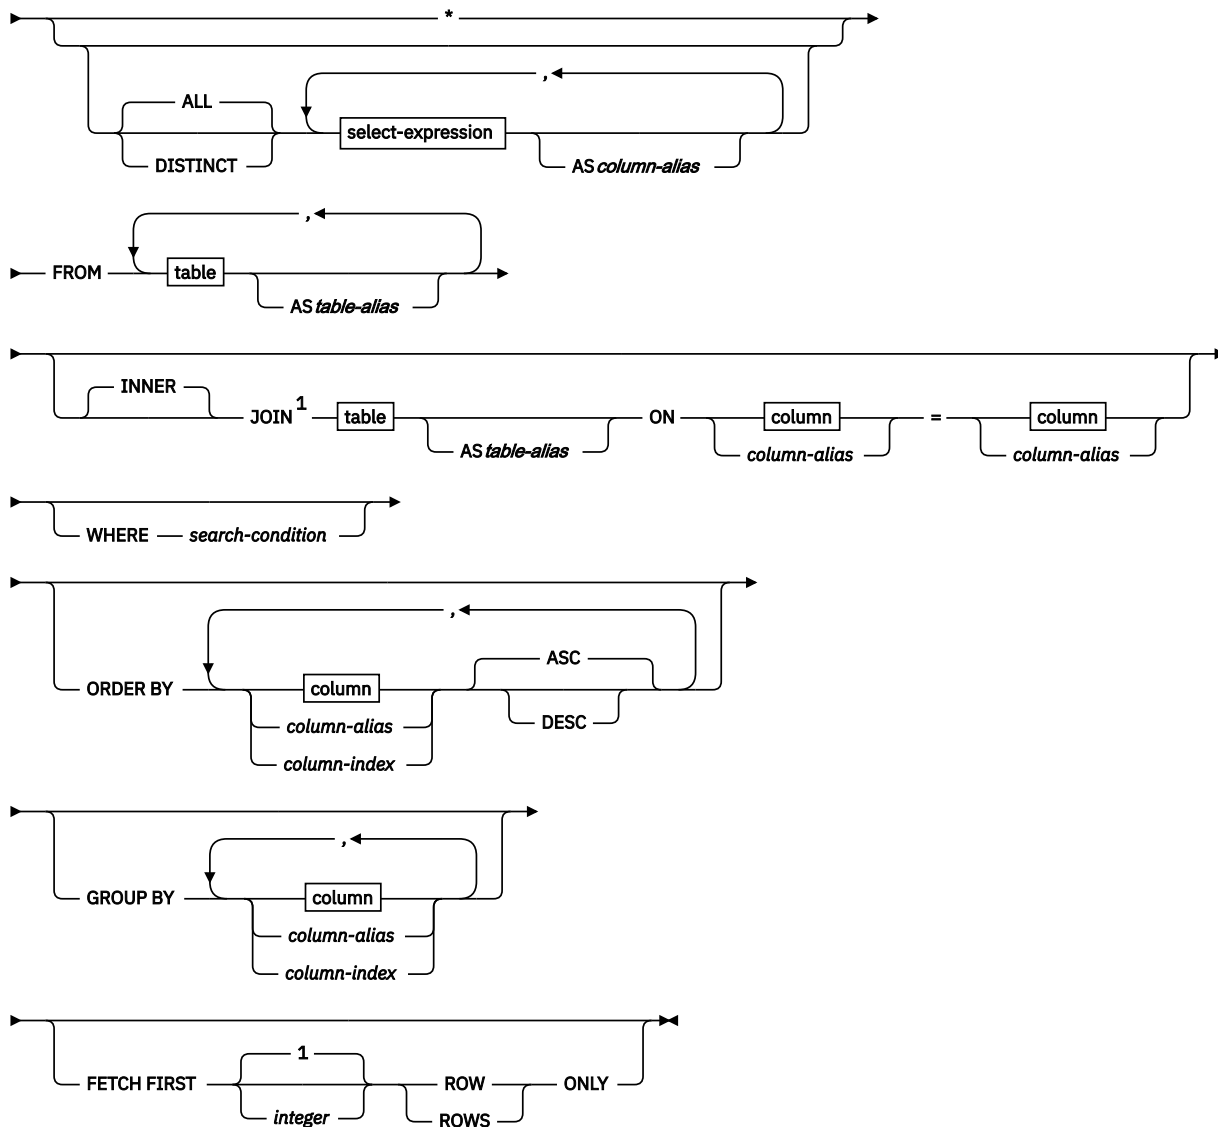 *
,
ALL
select-expression
DISTINCT
AS column-alias
,
FROM table
AS table-alias
INNER
JOIN 1 table ON column = column
AS table-alias column-alias column-alias
WHERE search-condition
,
ASC
ORDER BY column
column-alias DESC
column-index
,
GROUP BY column
column-alias
column-index
1
FETCH FIRST ROW ONLY
integer ROWS